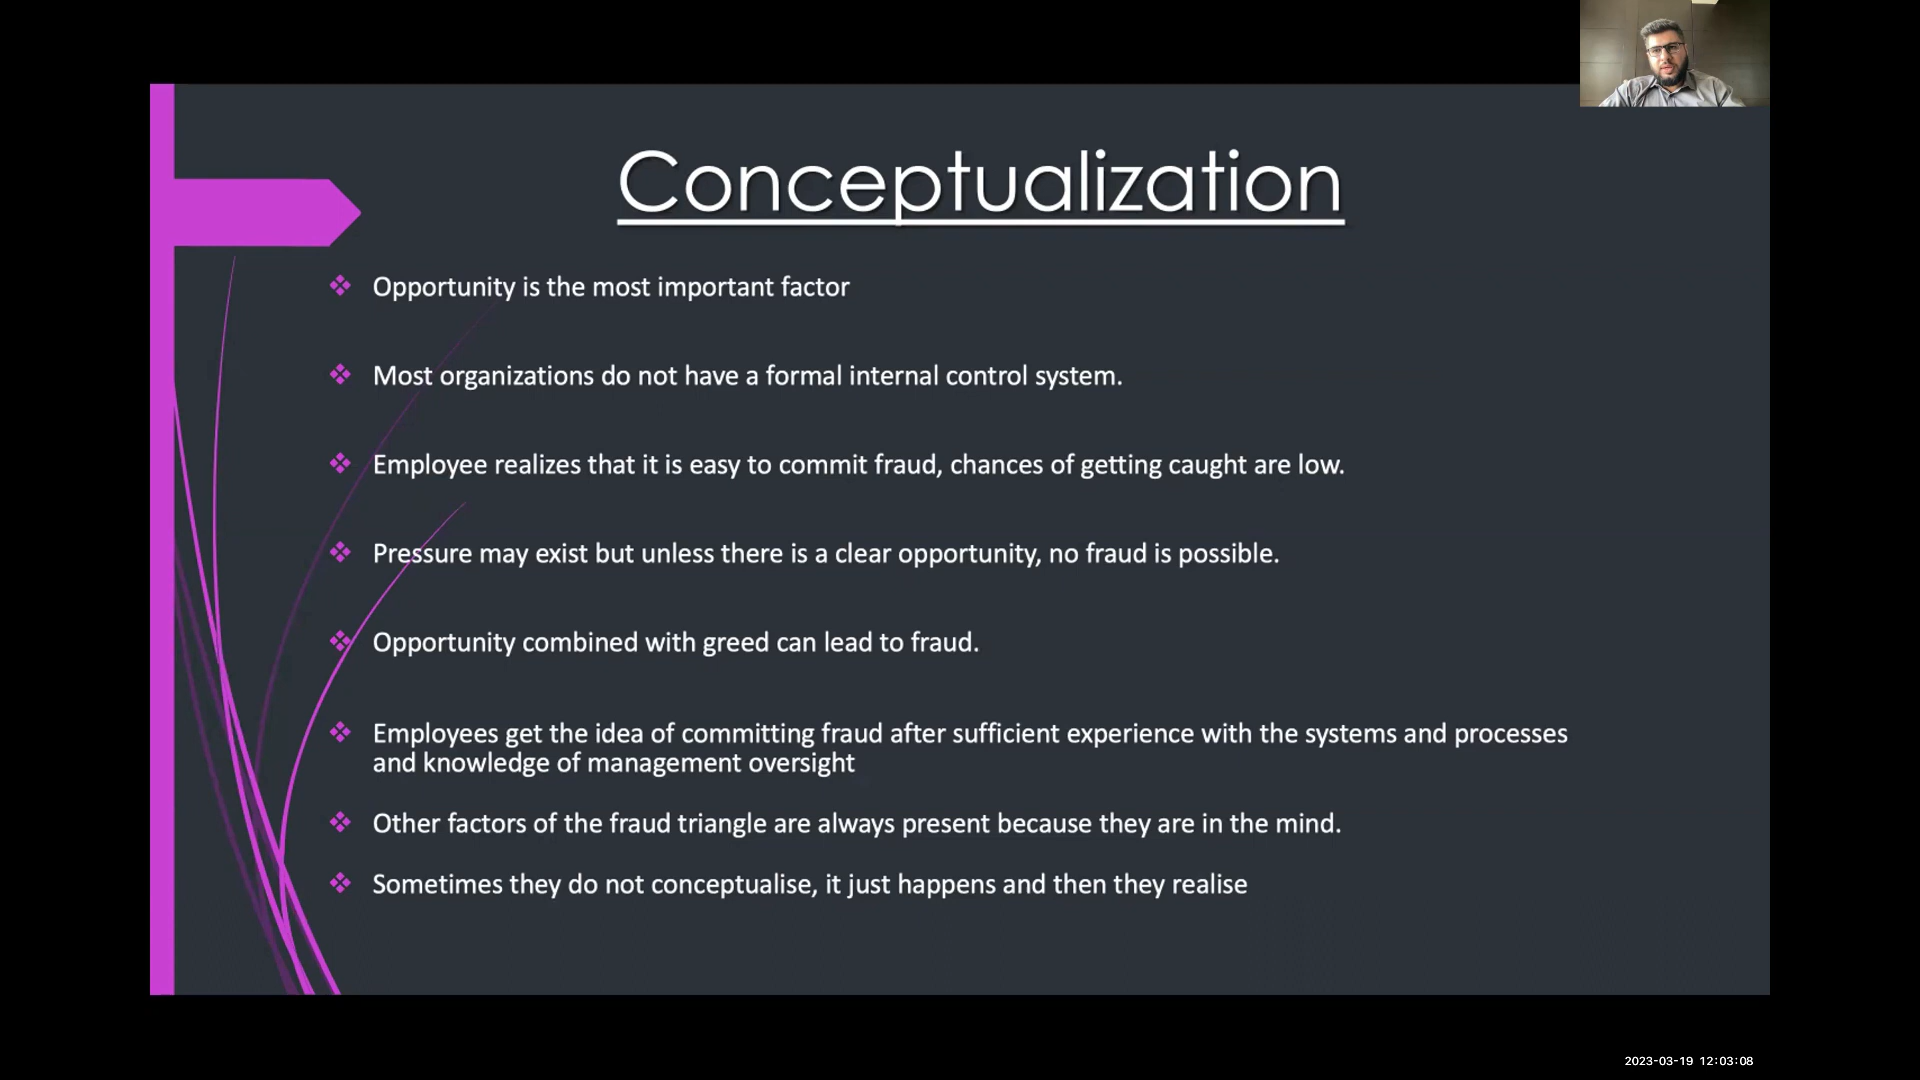 Conceptualization
Opportunity is the most important factor
Most organizations do not have a formal internal control system.
Employee realizes that it is easy to commit fraud, chances of getting caught are low.
Pressure may exist but unless there is a clear opportunity, no fraud is possible.
Opportunity combined with greed can lead to fraud.
Employees get the idea of committing fraud after sufficient experience with the systems and processes
and knowledge of management oversight
Other factors of the fraud triangle are always present because they are in the mind.
Sometimes they do not conceptualise, it just happens and then they realise
2023-03-19 12:03:08